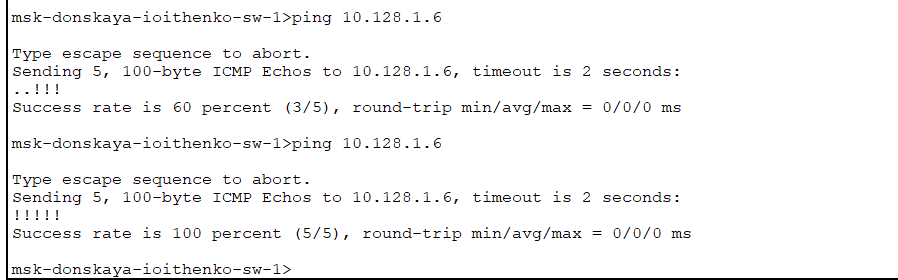 msk-donskaya-ioithenko-sw-1>ping 10.128.1.6
Type escape sequence to abort.
Sending 5, 100-byte ICMP Echos to 10.128.1.6, timeout is 2 seconds:
..!!!
Success rate is 60 percent (3/5), round-trip min/avg/max = 0/0/0 ms
msk-donskaya-ioithenko-sw-1>ping 10.128.1.6
Type escape sequence to abort.
Sending 5, 100-byte ICMP Echos to 10.128.1.6, timeout is 2 seconds:
!!!!!
Success rate is 100 percent (5/5), round-trip min/avg/max = 0/0/0 ms
msk-donskaya-ioithenko-sw-1>